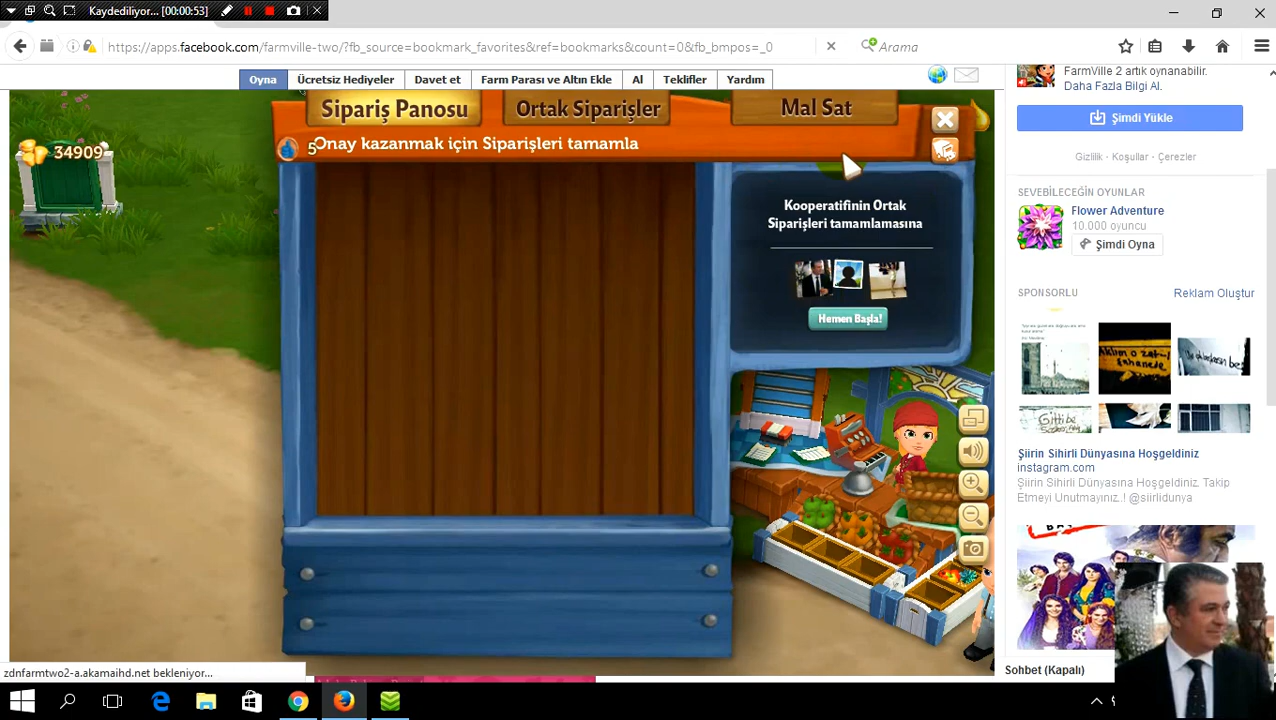 Kaydediliyor... [00:00:53]
https://apps.facebook.com/farmville-two/?fb_source=bookmark_favorites&ref=bookmarks&count=0&fb_bmpos=_0
Arama
Oyna
Ücretsiz Hediyeler
Davet et
Farm Parası ve Altın Ekle
Al
Teklifler
Yardım
FarmVille 2 artık oynanabilir.
Daha Fazla Bilgi Al.
Şimdi Yükle
Gizlilik · Koşullar · Çerezler
Sipariş Panosu
Ortak Siparişler
Mal Sat
5
Onay kazanmak için Siparişleri tamamla
34909
Kooperatifinin Ortak
Siparişleri tamamlamasına
Hemen Başla!
SEVEBİLECEĞİN OYUNLAR
Flower Adventure
10.000 oyuncu
Şimdi Oyna
SPONSORLU
Reklam Oluştur
Şiirin Sihirli Dünyasına Hoşgeldiniz
instagram.com
Şiirin Sihirli Dünyasına Hoşgeldiniz. Takip
Etmeyi Unutmayınız..! @siirlidunya
Sohbet (Kapalı)
zdnfarmtwo2-a.akamaihd.net bekleniyor...